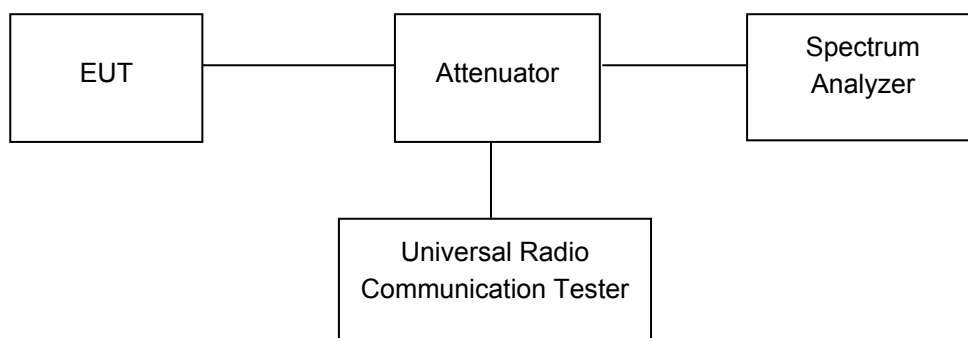 EUT
Attenuator
Spectrum
Analyzer
Universal Radio
Communication Tester